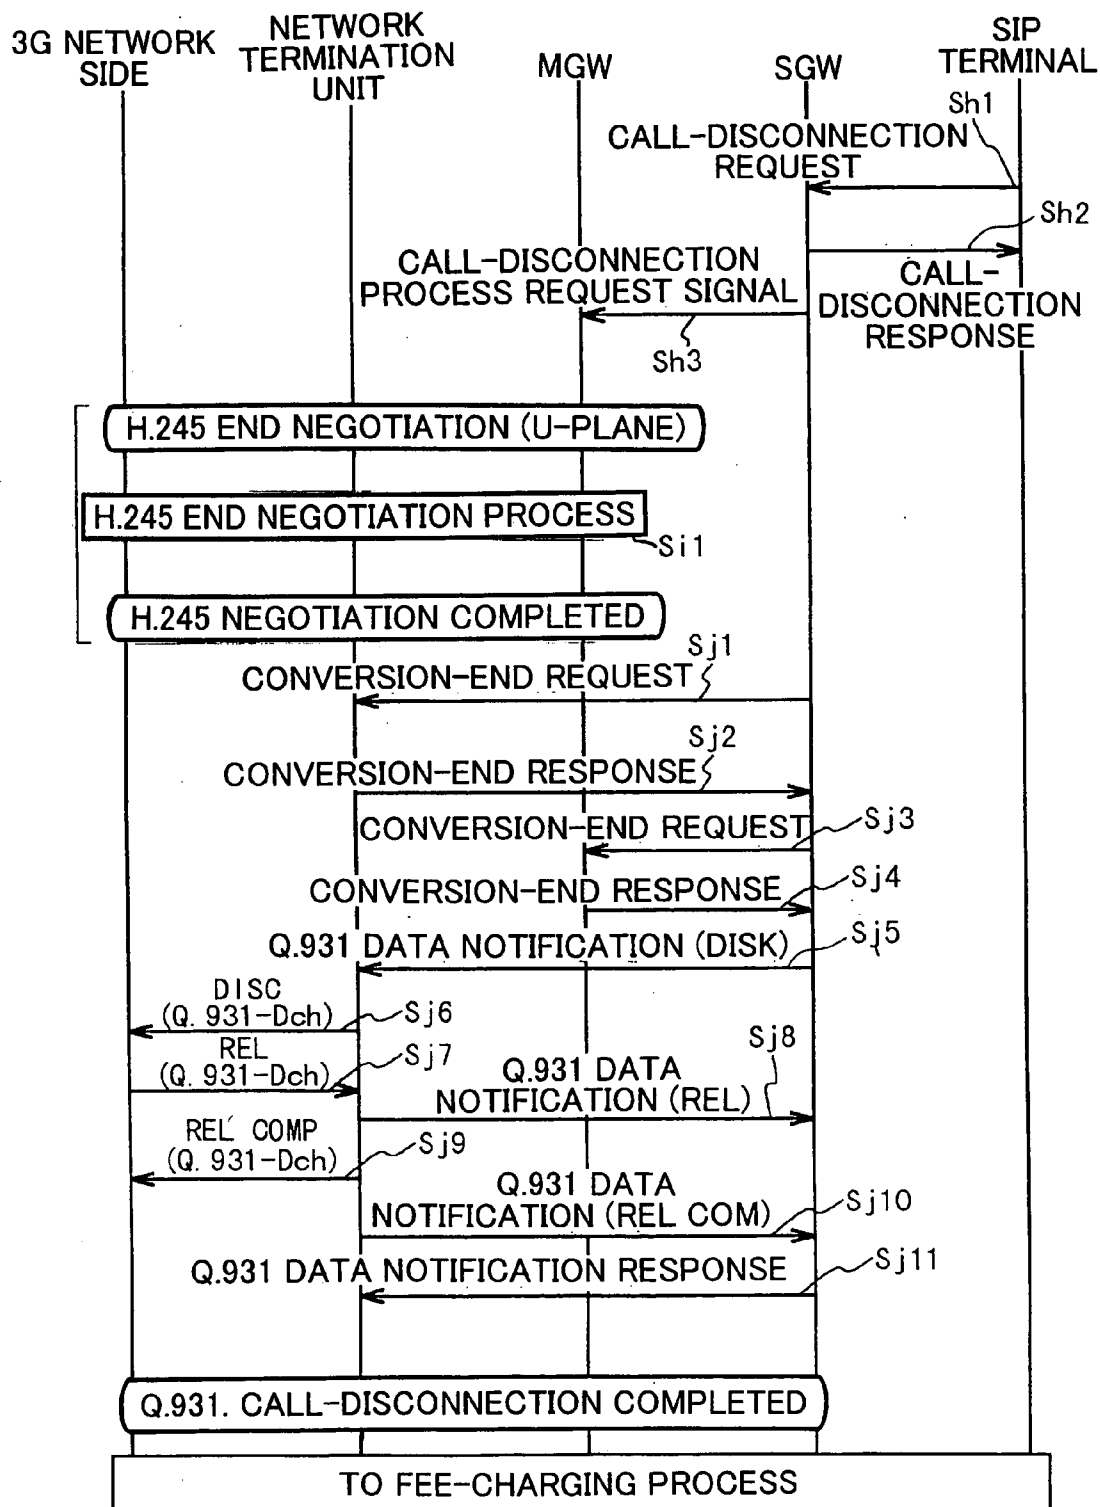 3G NETWORK
SIDE
NETWORK
TERMINATION
UNIT
MGW
SGW
SIP
TERMINAL
Sh1
CALL-DISCONNECTION
REQUEST
Sh2
CALL-DISCONNECTION
PROCESS REQUEST SIGNAL
CALL-
DISCONNECTION
RESPONSE
Sh3
H.245 END NEGOTIATION (U-PLANE)
H.245 END NEGOTIATION PROCESS
Si1
H.245 NEGOTIATION COMPLETED
Sj1
CONVERSION-END REQUEST
Sj2
CONVERSION-END RESPONSE
CONVERSION-END REQUEST
Sj3
CONVERSION-END RESPONSE
Sj4
Q.931 DATA NOTIFICATION (DISK)
Sj5
DISC
(Q. 931-Dch)
Sj6
REL
(Q. 931-Dch)
Sj7
Sj8
Q.931 DATA
NOTIFICATION (REL)
REL COMP
(Q. 931-Dch)
Sj9
Q.931 DATA
NOTIFICATION (REL COM)
Sj10
Q.931 DATA NOTIFICATION RESPONSE
Sj11
Q.931. CALL-DISCONNECTION COMPLETED
TO FEE-CHARGING PROCESS